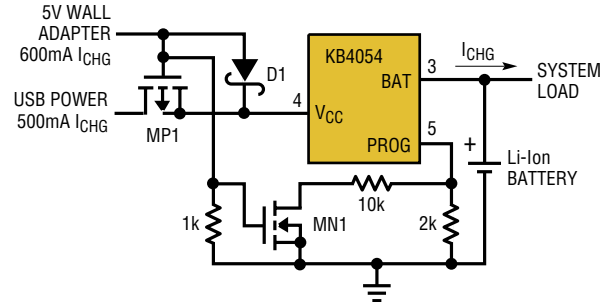 5V WALL
ADAPTER
600mA ICHG
USB POWER
500mA ICHG
MP1
D1
KB4054
BAT
VCC
PROG
3
4
5
ICHG
SYSTEM
LOAD
+
Li-Ion
BATTERY
1k
MN1
10k
2k